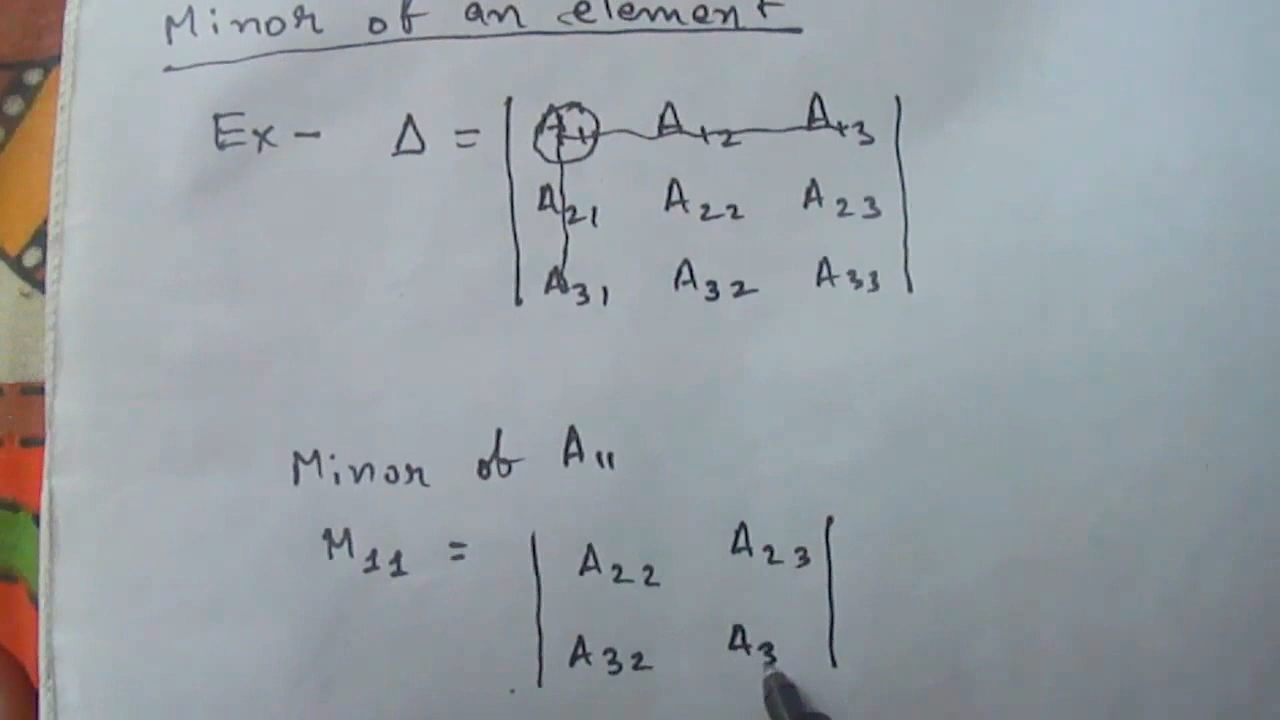 Minor of an element
Ex - Δ = | A11 A12 A13 |
| A21 A22 A23 |
| A31 A32 A33 |
Minor of A11
M11 = | A22 A23 |
| A32 A3 |